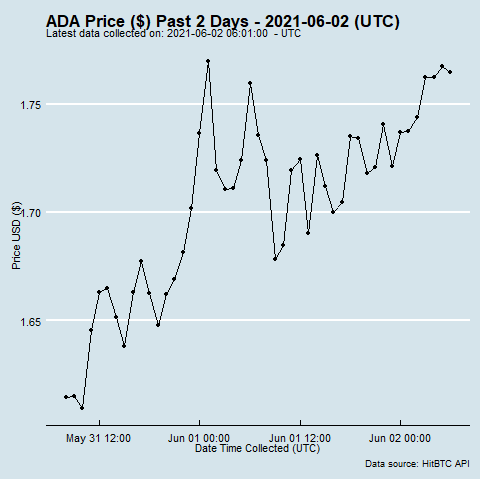 ADA Price ($) Past 2 Days - 2021-06-02 (UTC)
Latest data collected on: 2021-06-02 06:01:00  - UTC
Price USD ($)
1.75
1.70
1.65
May 31 12:00
Jun 01 00:00
Jun 01 12:00
Jun 02 00:00
Date Time Collected (UTC)
Data source: HitBTC API